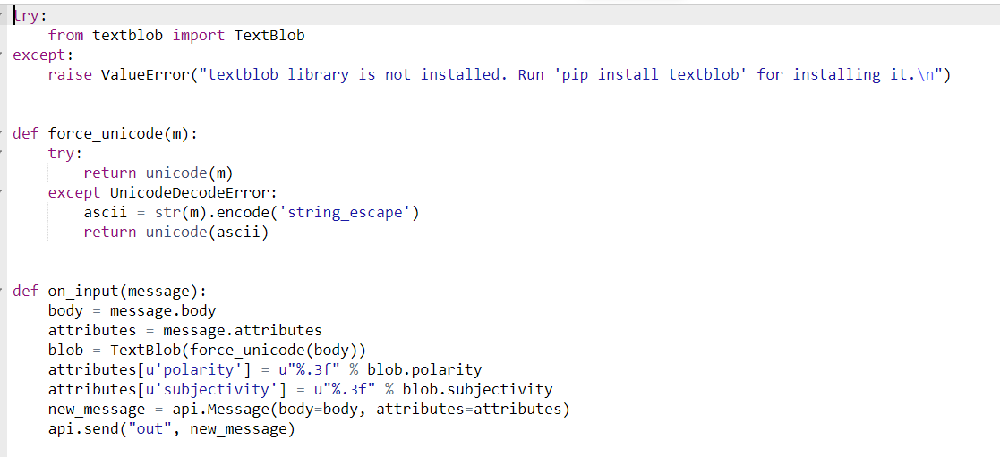 try:
    from textblob import TextBlob
except:
    raise ValueError("textblob library is not installed. Run 'pip install textblob' for installing it.\n")
def force_unicode(m):
    try:
        return unicode(m)
    except UnicodeDecodeError:
        ascii = str(m).encode('string_escape')
        return unicode(ascii)
def on_input(message):
    body = message.body
    attributes = message.attributes
    blob = TextBlob(force_unicode(body))
    attributes[u'polarity'] = u"%.3f" % blob.polarity
    attributes[u'subjectivity'] = u"%.3f" % blob.subjectivity
    new_message = api.Message(body=body, attributes=attributes)
    api.send("out", new_message)